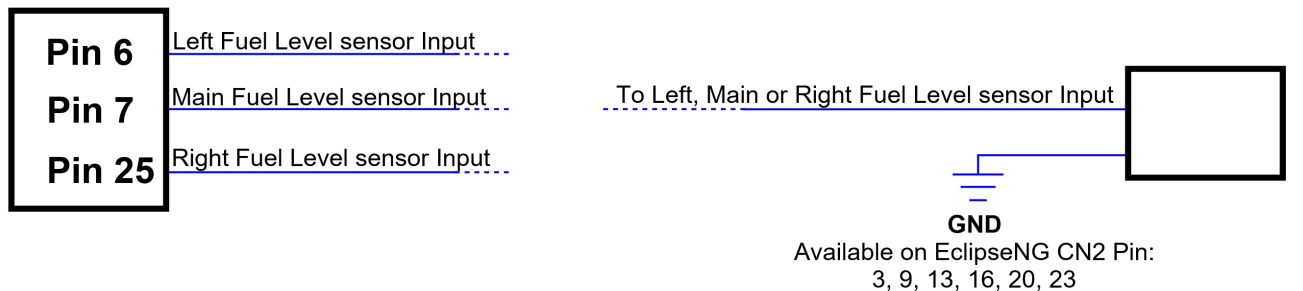 Pin 6
Left Fuel Level sensor Input
Pin 7
Main Fuel Level sensor Input
To Left, Main or Right Fuel Level sensor Input
Pin 25
Right Fuel Level sensor Input
GND
Available on EclipseNG CN2 Pin:
3, 9, 13, 16, 20, 23